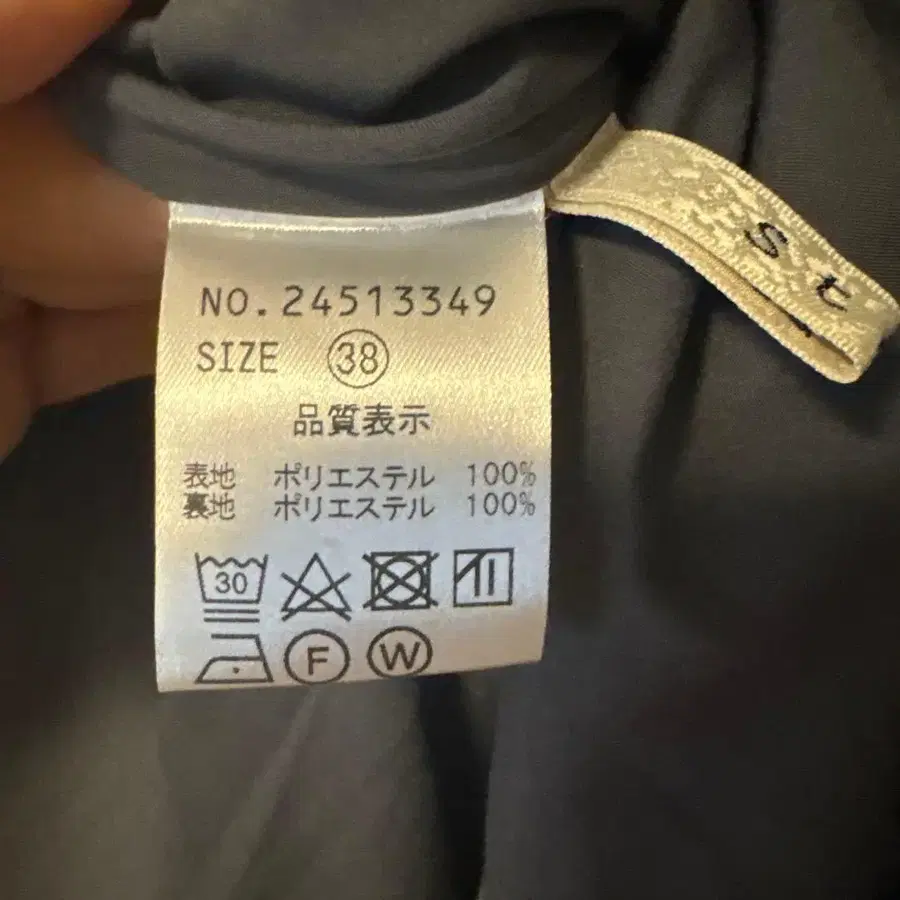 NO.24513349
SIZE 38
品質表示
表地 ポリエステル 100%
裏地 ポリエステル 100%
30
F W
S t